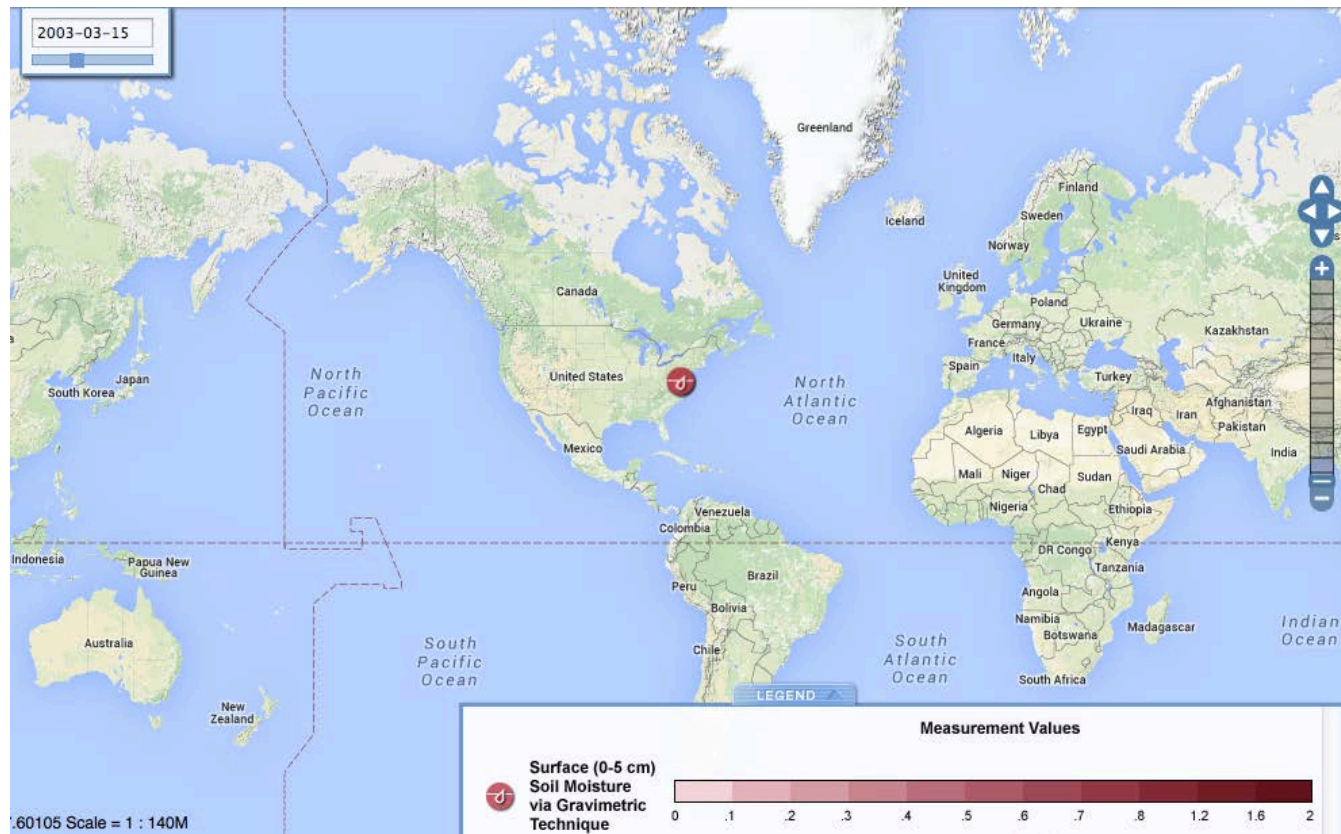 2003-03-15
Greenland
Finland
Iceland
Sweden
Norway
United
Kingdom
Canada
Poland
Germany
Ukraine
Kazakhstan
France
Italy
Spain
Turkey
Japan
South Korea
North
Pacific
Ocean
United States
North
Atlantic
Ocean
Afghanistan
Iraq
Iran
Pakistan
Algeria
Libya
Egypt
Saudi Arabia
India
Mexico
Mali
Niger
Chad
Sudan
Nigeria
Ethiopia
Venezuela
Colombia
Kenya
DR Congo
Tanzania
Indonesia
Papua New
Guinea
Brazil
Peru
Angola
Bolivia
Namibia
Botswana
Madagascar
Indian
Ocean
Australia
South
Pacific
Ocean
Chile
South
Atlantic
Ocean
South Africa
New
Zealand
LEGEND
Measurement Values
Surface (0-5 cm)
Soil Moisture
via Gravimetric
Technique
0 .1 .2 .3 .4 .5 .6 .7 .8 1.2 1.6 2
.60105 Scale = 1 : 140M